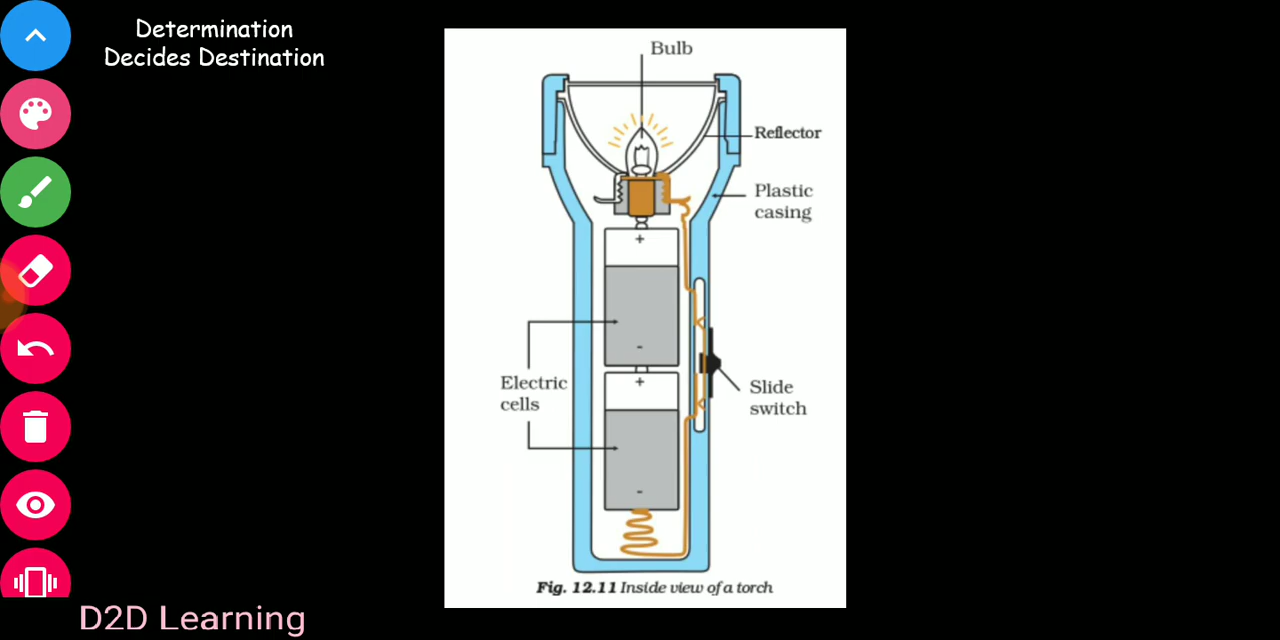 Determination
Decides Destination
Bulb
Reflector
Plastic
casing
+
-
+
Electric
cells
Slide
switch
-
Fig. 12.11 Inside view of a torch
D2D Learning